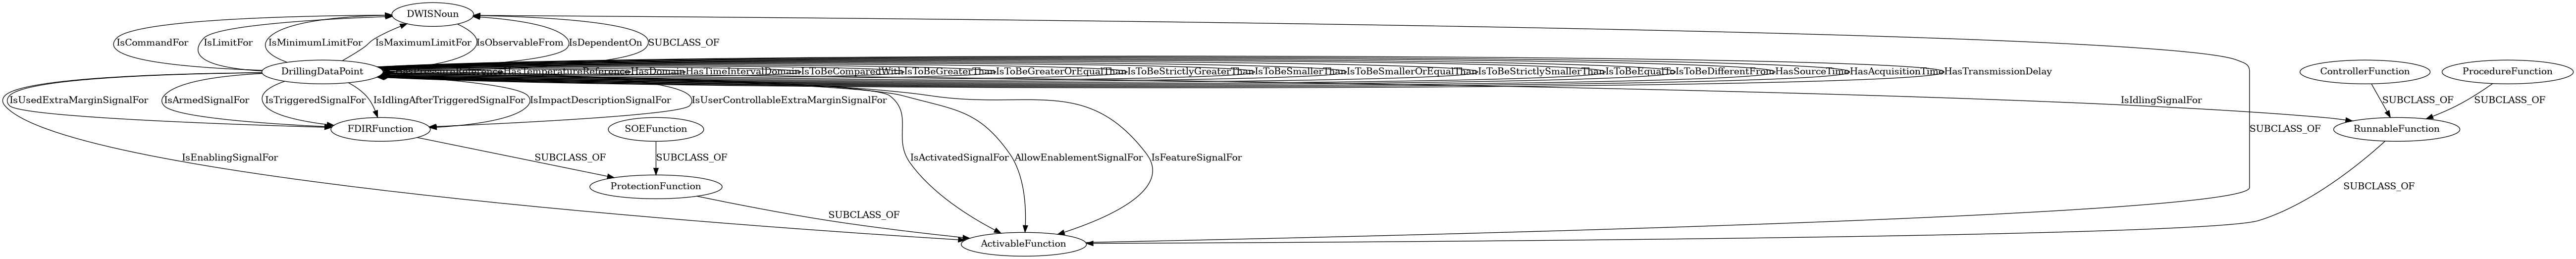 DWISNoun
IsCommandFor
IsLimitFor
IsMinimumLimitFor
IsMaximumLimitFor
IsObservableFrom
IsDependentOn
SUBCLASS_OF
DrillingDataPoint
HasTemperatureReference
HasDomain
HasTimeIntervalDomain
IsToBeComparedWith
IsToBeGreaterThan
IsToBeGreaterOrEqualThan
IsToBeStrictlyGreaterThan
IsToBeSmallerThan
IsToBeSmallerOrEqualThan
IsToBeStrictlySmallerThan
IsToBeEqualTo
IsToBeDifferentFrom
HasSourceTime
HasAcquisitionTime
HasTransmissionDelay
ControllerFunction
ProcedureFunction
IsUsedExtraMarginSignalFor
IsArmedSignalFor
IsTriggeredSignalFor
IsIdlingAfterTriggeredSignalFor
IsImpactDescriptionSignalFor
IsUserControllableExtraMarginSignalFor
IsIdlingSignalFor
SUBCLASS_OF
SUBCLASS_OF
FDIRFunction
SOEFunction
SUBCLASS_OF
RunnableFunction
IsEnablingSignalFor
SUBCLASS_OF
SUBCLASS_OF
IsActivatedSignalFor
AllowEnablementSignalFor
IsFeatureSignalFor
ProtectionFunction
SUBCLASS_OF
SUBCLASS_OF
ActivableFunction